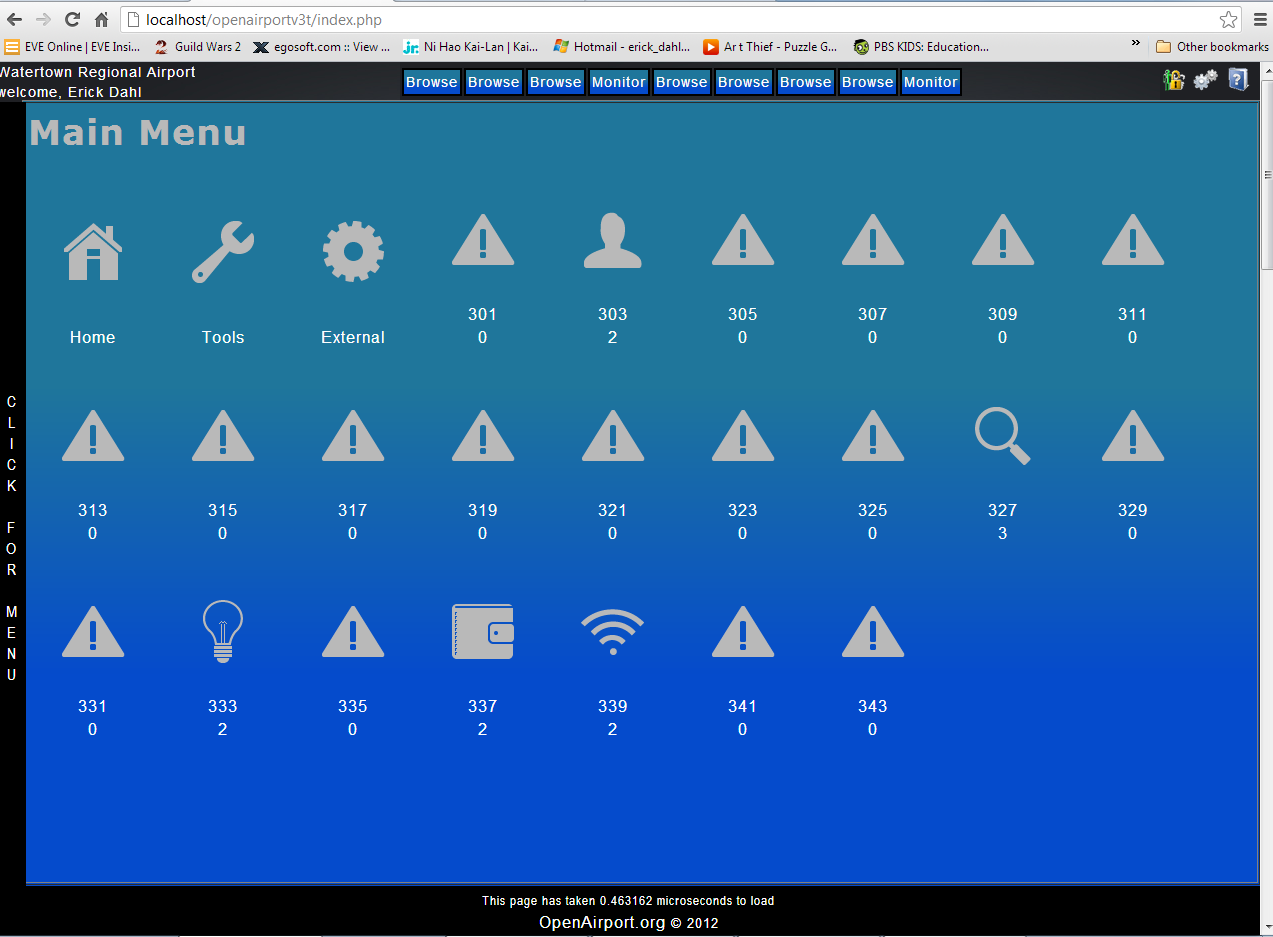 localhost/openairportv3t/index.php
EVE Online | EVE Insi... Guild Wars 2 egosoft.com :: View ... Ni Hao Kai-Lan | Kai... Hotmail - erick_dahl... Art Thief - Puzzle G... PBS KIDS: Education... » Other bookmarks
Watertown Regional Airport
welcome, Erick Dahl
Browse Browse Browse Monitor Browse Browse Browse Browse Monitor
Main Menu
Home Tools External
301 303 305 307 309 311
0 2 0 0 0 0
313 315 317 319 321 323 325 327 329
0 0 0 0 0 0 0 3 0
331 333 335 337 339 341 343
0 2 0 2 2 0 0
CLICK FOR MENU
This page has taken 0.463162 microseconds to load
OpenAirport.org © 2012